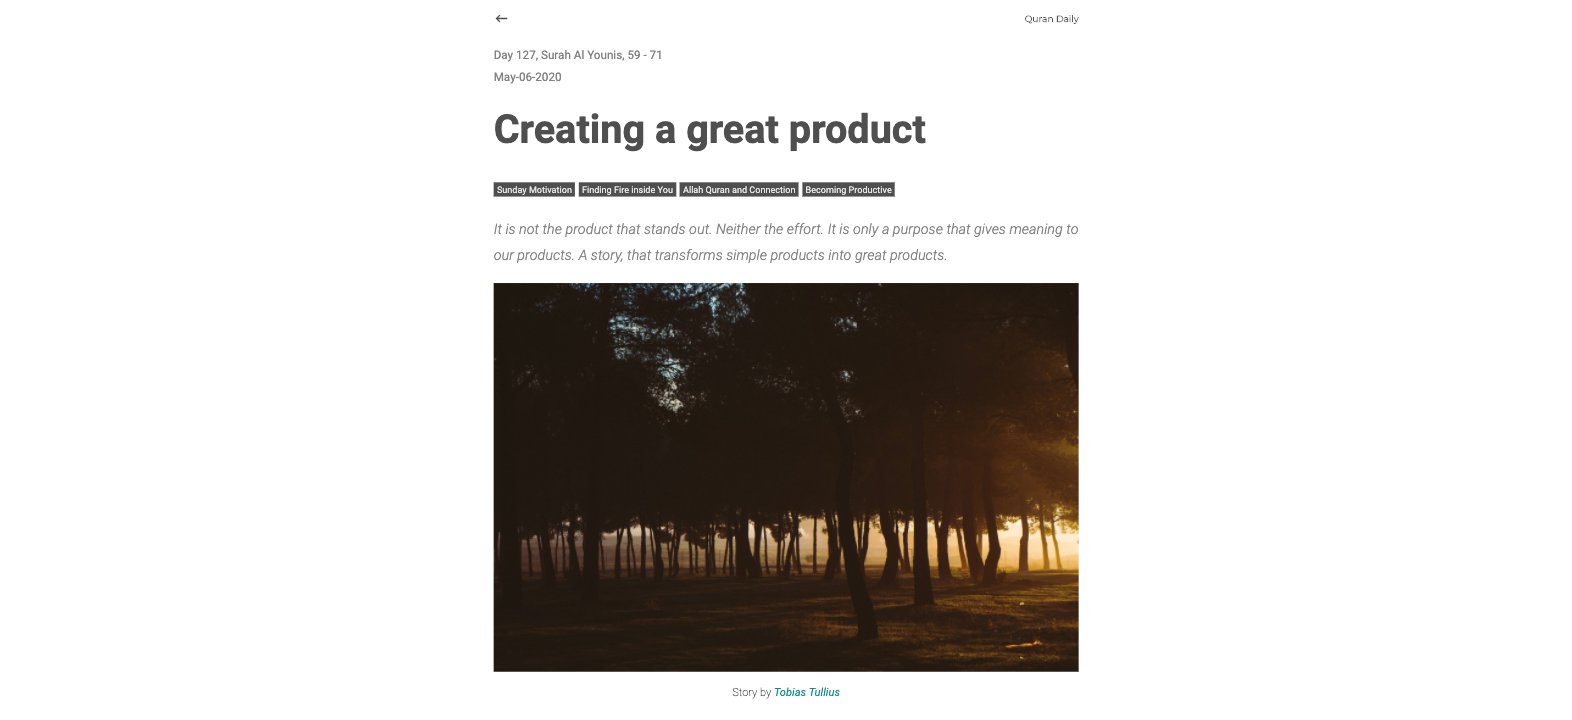 Quran Daily
Day 127, Surah Al Younis, 59 - 71
May-06-2020
Creating a great product
Sunday Motivation Finding Fire inside You Allah Quran and Connection Becoming Productive
It is not the product that stands out. Neither the effort. It is only a purpose that gives meaning to
our products. A story, that transforms simple products into great products.
Story by Tobias Tullius